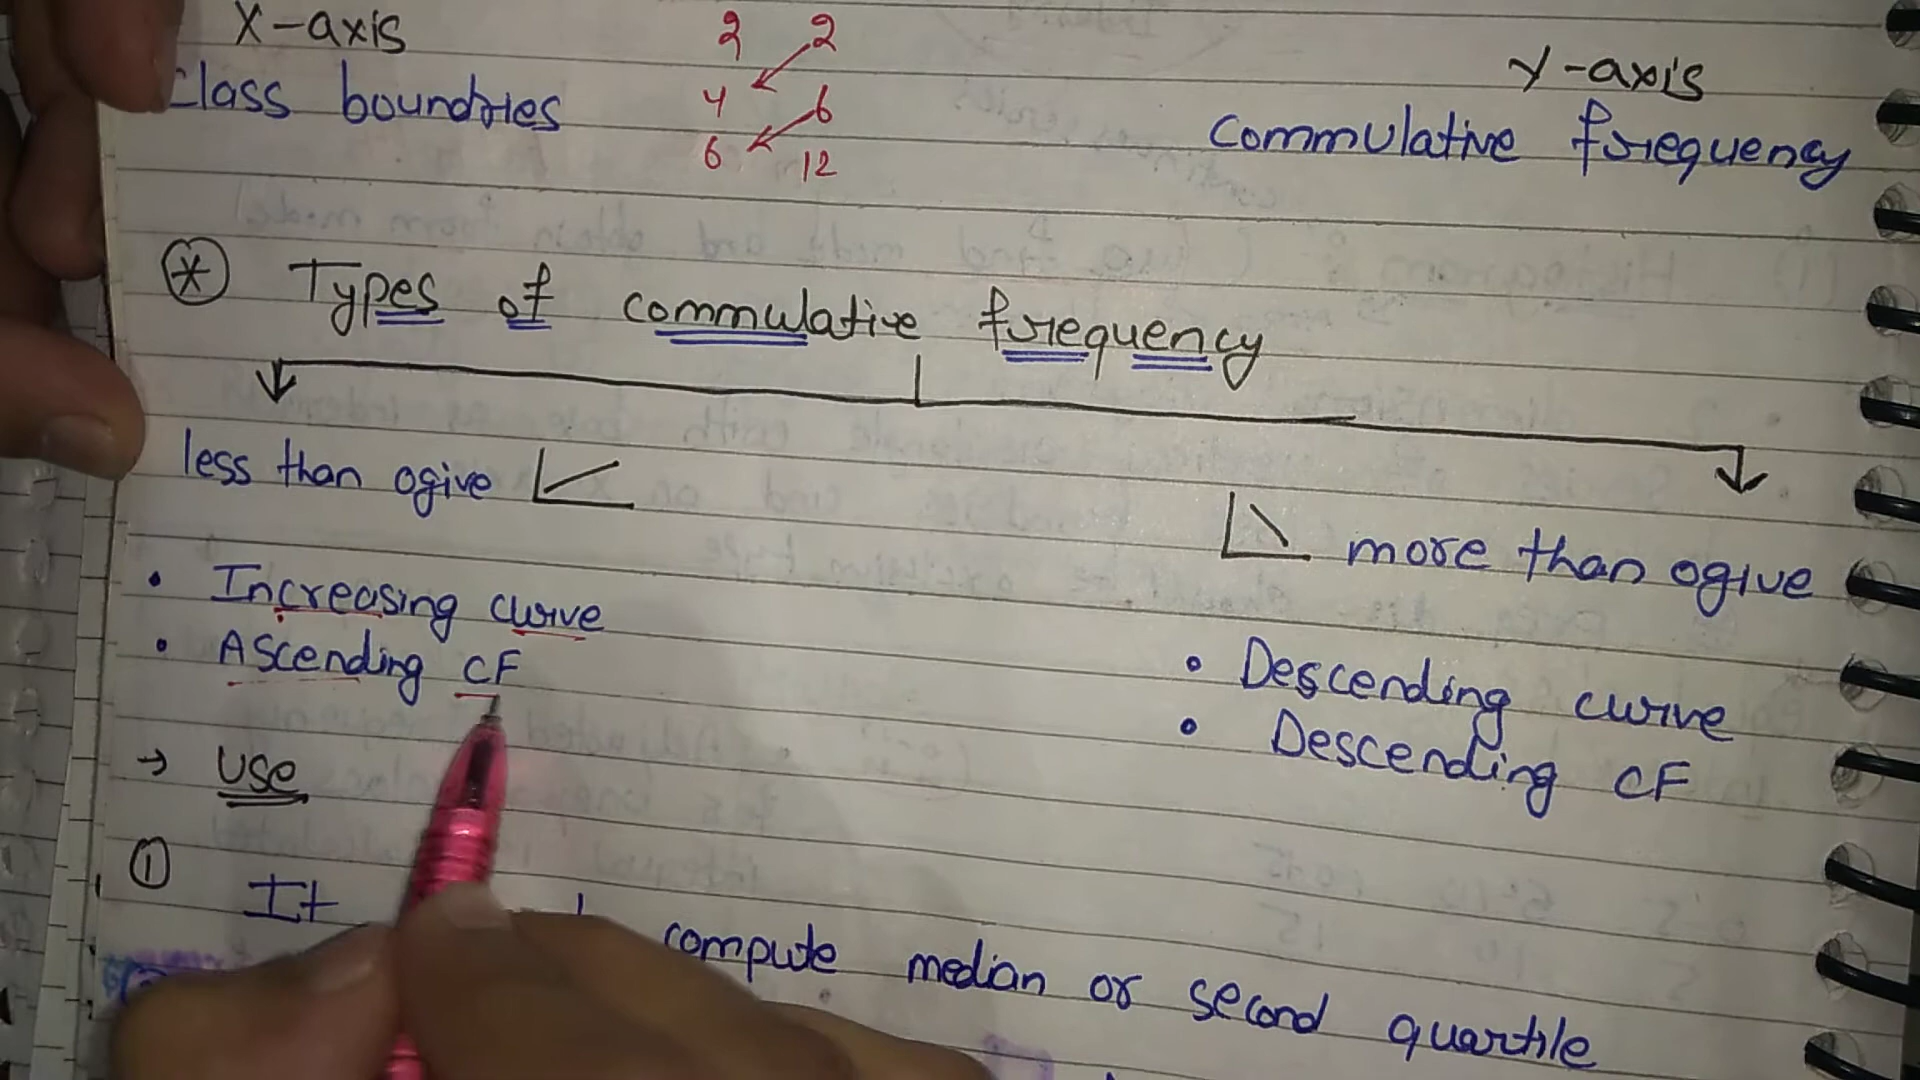 X-axis
Class boundries
2 2
4 6
6 12
Y-axis
Commulative frequency
* Types of commulative frequency
less than ogive
• Increasing curve
• Ascending CF
more than ogive
• Descending curve
• Descending CF
→ Use
① It compute median or second quartile